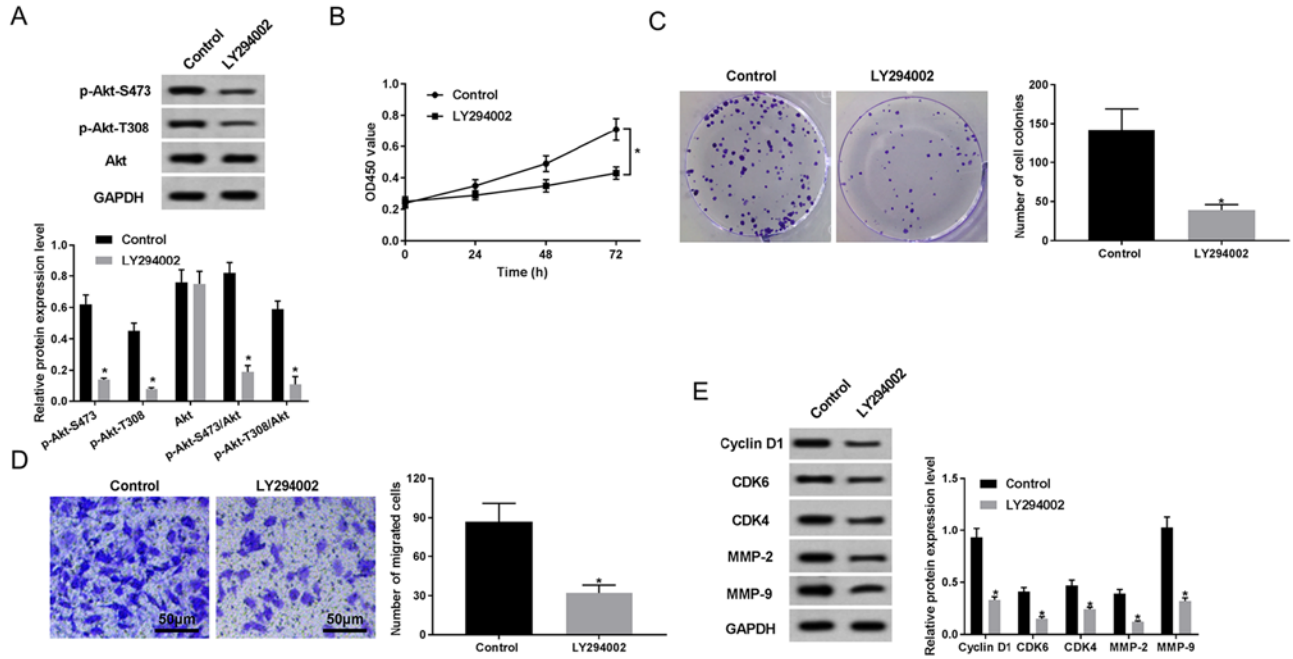 A
Control
LY294002
p-Akt-S473
p-Akt-T308
Akt
GAPDH
Relative protein expression level
1.0
0.8
0.6
0.4
0.2
0.0
Control
LY294002
*
*
*
*
p-Akt-S473
p-Akt-T308
Akt
p-Akt-S473/Akt
p-Akt-T308/Akt
B
OD450 value
1.0
0.8
0.6
0.4
0.2
0.0
Control
LY294002
*
0
24
48
72
Time (h)
C
Control
LY294002
Number of cell colonies
200
150
100
50
0
*
Control
LY294002
D
Control
LY294002
50μm
50μm
Number of migrated cells
120
90
60
30
0
*
Control
LY294002
E
Control
LY294002
Cyclin D1
CDK6
CDK4
MMP-2
MMP-9
GAPDH
Relative protein expression level
1.5
1.0
0.5
0.0
Control
LY294002
*
*
*
*
*
Cyclin D1
CDK6
CDK4
MMP-2
MMP-9